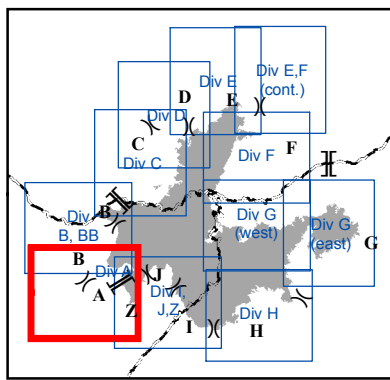 Div E
Div E,F
(cont.)
D
E
Div D
C
Div C
Div F
F
Div
B
B, BB
Div G
(west)
Div G
(east)
G
B
Div A
A
J
Z
Div I,
J,Z
I
Div H
H